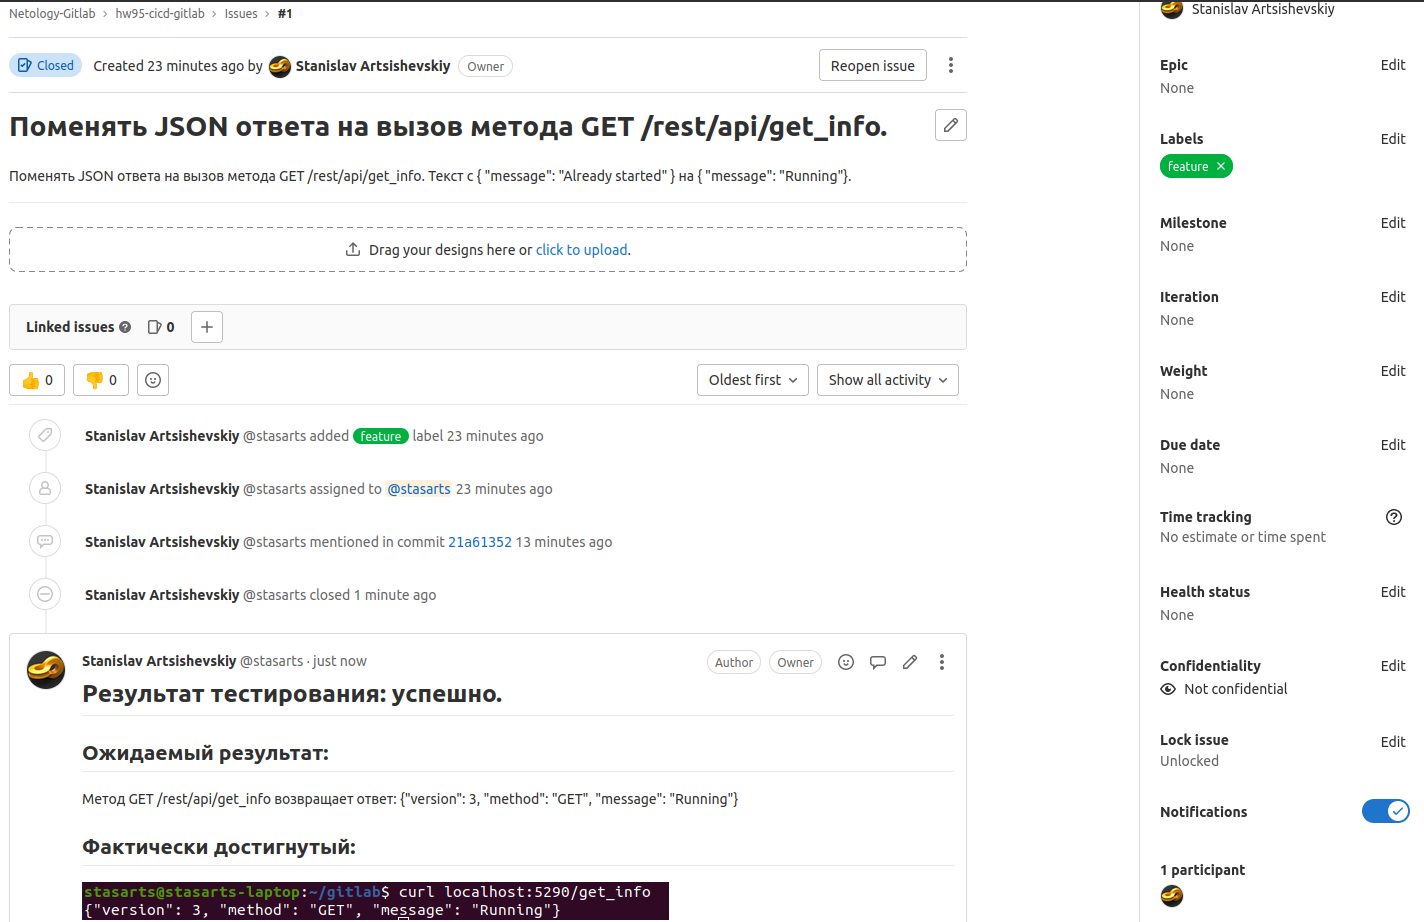 Netology-Gitlab › hw95-cicd-gitlab › Issues › #1
Closed Created 23 minutes ago by Stanislav Artsishevskiy Owner Reopen issue
Поменять JSON ответа на вызов метода GET /rest/api/get_info.
Поменять JSON ответа на вызов метода GET /rest/api/get_info. Текст с { "message": "Already started" } на { "message": "Running"}.
Drag your designs here or click to upload.
Linked issues 0
0 0 Oldest first Show all activity
Stanislav Artsishevskiy @stasarts added feature label 23 minutes ago
Stanislav Artsishevskiy @stasarts assigned to @stasarts 23 minutes ago
Stanislav Artsishevskiy @stasarts mentioned in commit 21a61352 13 minutes ago
Stanislav Artsishevskiy @stasarts closed 1 minute ago
Stanislav Artsishevskiy @stasarts · just now Author Owner
Результат тестирования: успешно.
Ожидаемый результат:
Метод GET /rest/api/get_info возвращает ответ: {"version": 3, "method": "GET", "message": "Running"}
Фактически достигнутый:
stasarts@stasarts-laptop:~/gitlab$ curl localhost:5290/get_info
{"version": 3, "method": "GET", "message": "Running"}
Stanislav Artsishevskiy
Epic Edit
None
Labels Edit
feature ×
Milestone Edit
None
Iteration Edit
None
Weight Edit
None
Due date Edit
None
Time tracking
No estimate or time spent
Health status Edit
None
Confidentiality Edit
Not confidential
Lock issue Edit
Unlocked
Notifications
1 participant